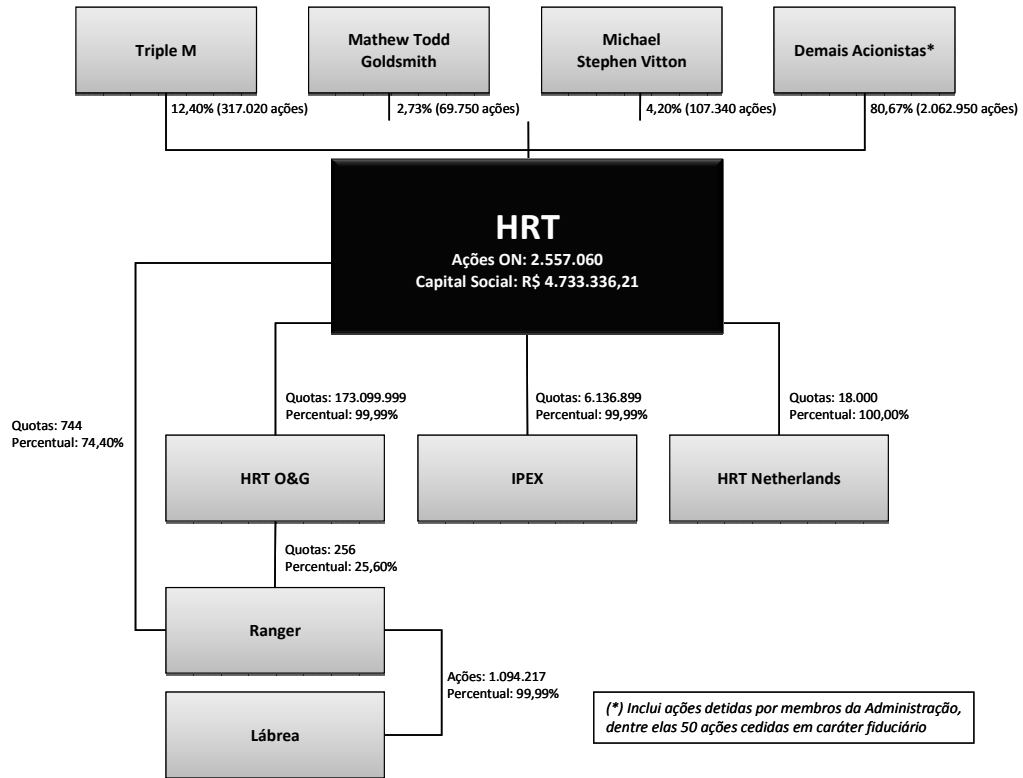 Triple M
Mathew Todd
Goldsmith
Michael
Stephen Vitton
Demais Acionistas*
12,40% (317.020 ações)
2,73% (69.750 ações)
4,20% (107.340 ações)
80,67% (2.062.950 ações)
HRT
Ações ON: 2.557.060
Capital Social: R$ 4.733.336,21
Quotas: 744
Percentual: 74,40%
Quotas: 173.099.999
Percentual: 99,99%
Quotas: 6.136.899
Percentual: 99,99%
Quotas: 18.000
Percentual: 100,00%
HRT O&G
IPEX
HRT Netherlands
Quotas: 256
Percentual: 25,60%
Ranger
Ações: 1.094.217
Percentual: 99,99%
Lábrea
(*) Inclui ações detidas por membros da Administração,
dentre elas 50 ações cedidas em caráter fiduciário